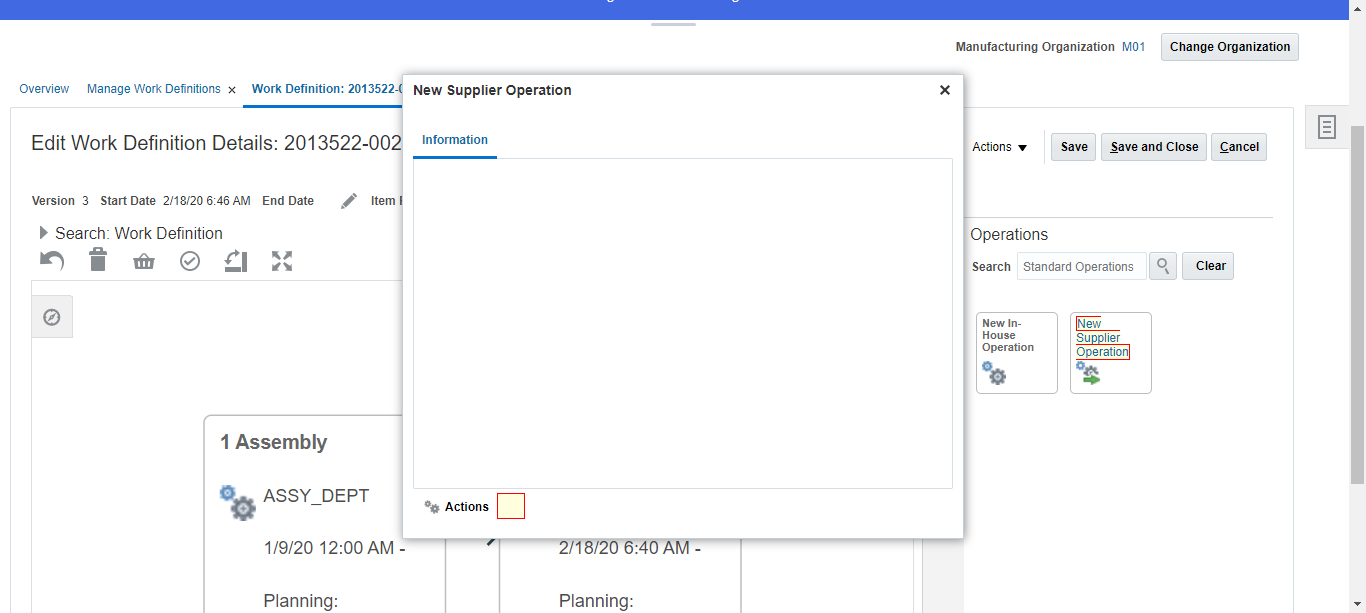 Manufacturing Organization M01 Change Organization
Overview Manage Work Definitions × Work Definition: 2013522-0
New Supplier Operation ×
Information
Edit Work Definition Details: 2013522-002
Actions Save Save and Close Cancel
Version 3 Start Date 2/18/20 6:46 AM End Date Item
Search: Work Definition
Operations
Search Standard Operations Clear
New In-
House
Operation
New
Supplier
Operation
1 Assembly
ASSY_DEPT
Actions
1/9/20 12:00 AM -
2/18/20 6:40 AM -
Planning:
Planning: